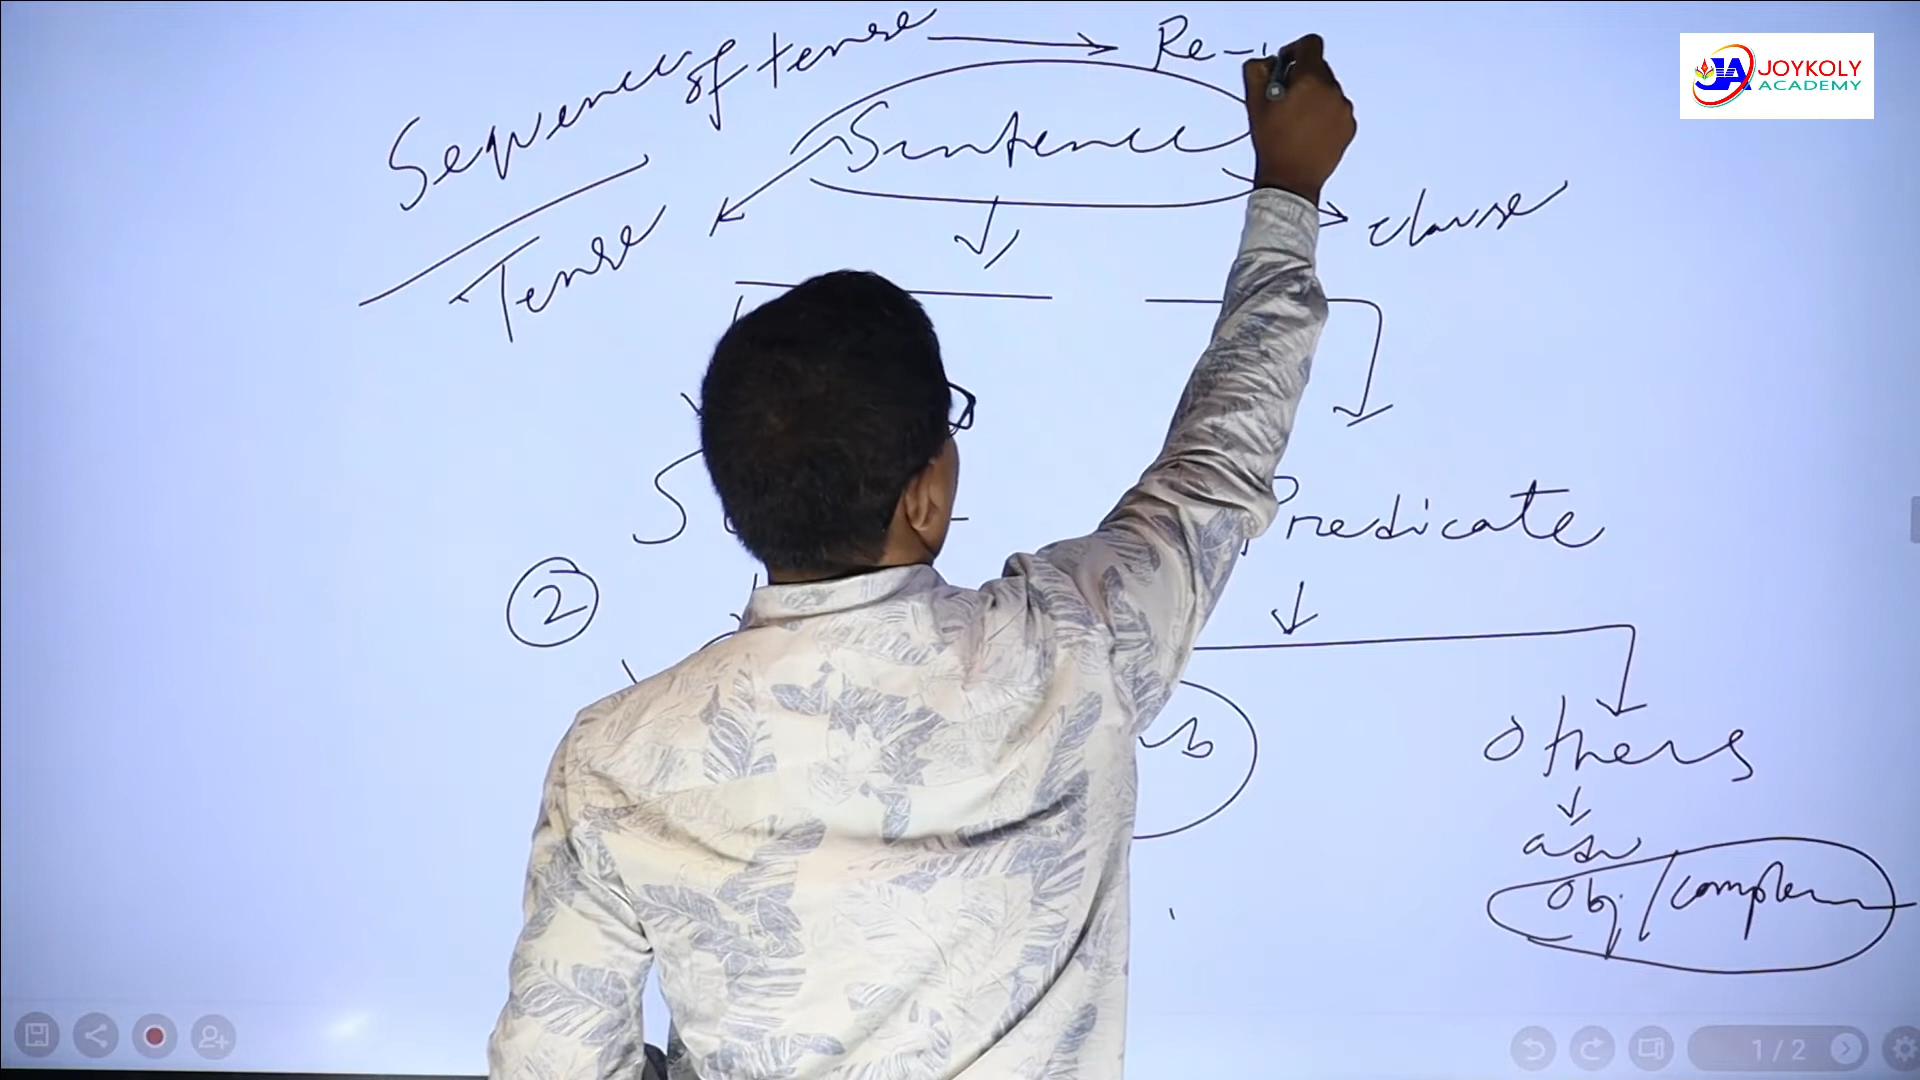 Sequence of tense → Re-
JOYKOLY
ACADEMY
Sentence
Tense
clause
Predicate
2
others
as
obj/complem
1/2